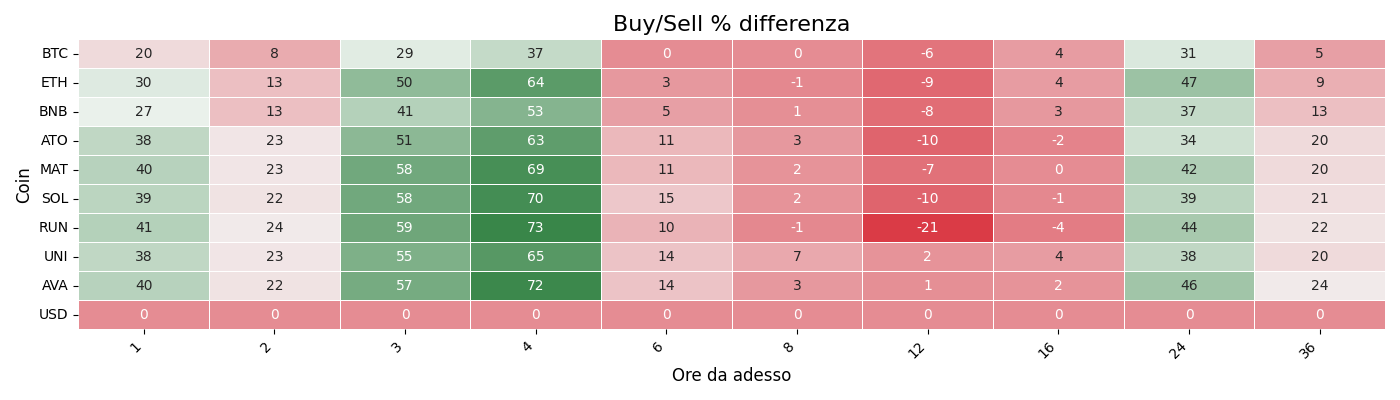 Buy/Sell % differenza
Coin
BTC 20 8 29 37 0 0 -6 4 31 5
ETH 30 13 50 64 3 -1 -9 4 47 9
BNB 27 13 41 53 5 1 -8 3 37 13
ATO 38 23 51 63 11 3 -10 -2 34 20
MAT 40 23 58 69 11 2 -7 0 42 20
SOL 39 22 58 70 15 2 -10 -1 39 21
RUN 41 24 59 73 10 -1 -21 -4 44 22
UNI 38 23 55 65 14 7 2 4 38 20
AVA 40 22 57 72 14 3 1 2 46 24
USD 0 0 0 0 0 0 0 0 0 0
1 2 3 4 6 8 12 16 24 36
Ore da adesso